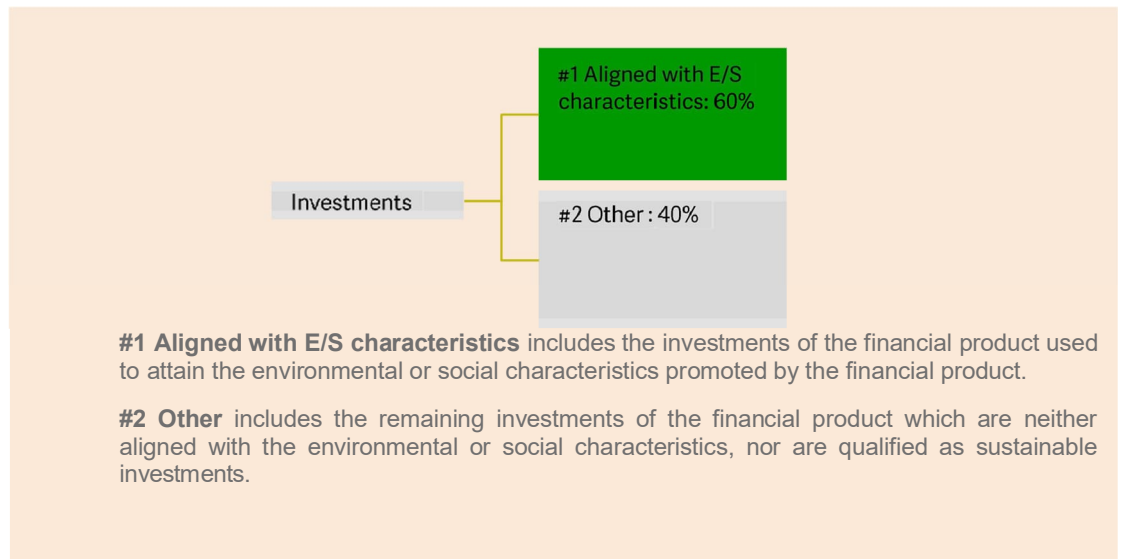 #1 Aligned with E/S
characteristics: 60%
Investments
#2 Other : 40%
#1 Aligned with E/S characteristics includes the investments of the financial product used
to attain the environmental or social characteristics promoted by the financial product.
#2 Other includes the remaining investments of the financial product which are neither
aligned with the environmental or social characteristics, nor are qualified as sustainable
investments.